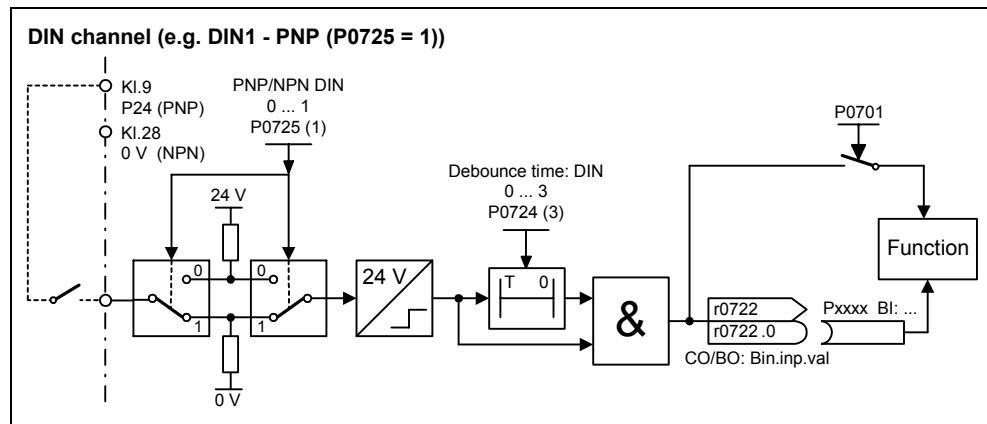 DIN channel (e.g. DIN1 - PNP (P0725 = 1))
Kl.9
P24 (PNP)
Kl.28
0 V (NPN)
PNP/NPN DIN
0 ... 1
P0725 (1)
24 V
0
1
0
1
0 V
24 V
Debounce time: DIN
0 ... 3
P0724 (3)
T 0
&
P0701
Function
r0722
r0722 .0
CO/BO: Bin.inp.val
Pxxxx BI: ...